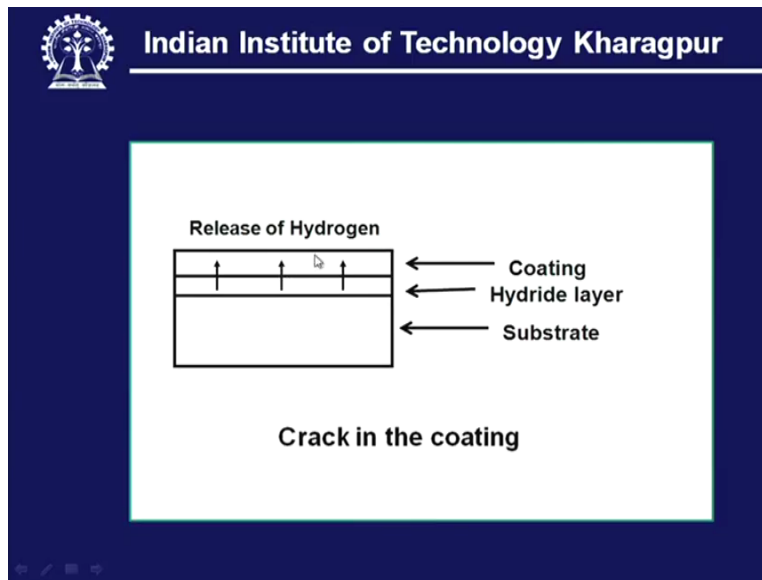 Indian Institute of Technology Kharagpur
Release of Hydrogen
Coating
Hydride layer
Substrate
Crack in the coating